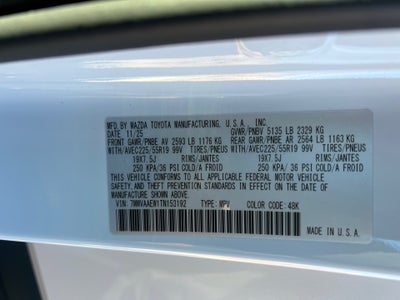 MFD. BY MAZDA TOYOTA MANUFACTURING, U.S.A., INC.
DATE: 11/25 GVWR/PNBV 5135 LB 2329 KG
FRONT GAWR/PNBE AV 2593 LB 1176 KG REAR GAWR/PNBE AR 2564 LB 1163 KG
WITH/AVEC225/55R19 99V TIRES/PNEUS WITH/AVEC225/55R19 99V TIRES/PNEUS
19X7.5J RIMS/JANTES 19X7.5J RIMS/JANTES
250 KPA/36 PSI COLD/A FROID 250 KPA/36 PSI COLD/A FROID
THIS VEHICLE CONFORMS TO ALL APPLICABLE FEDERAL MOTOR VEHICLE
SAFETY, AND THEFT PREVENTION STANDARDS IN EFFECT ON THE DATE OF
MANUFACTURE SHOWN ABOVE.
VIN: TYPE: MPV COLOR CODE: 48K
MADE IN U.S.A.